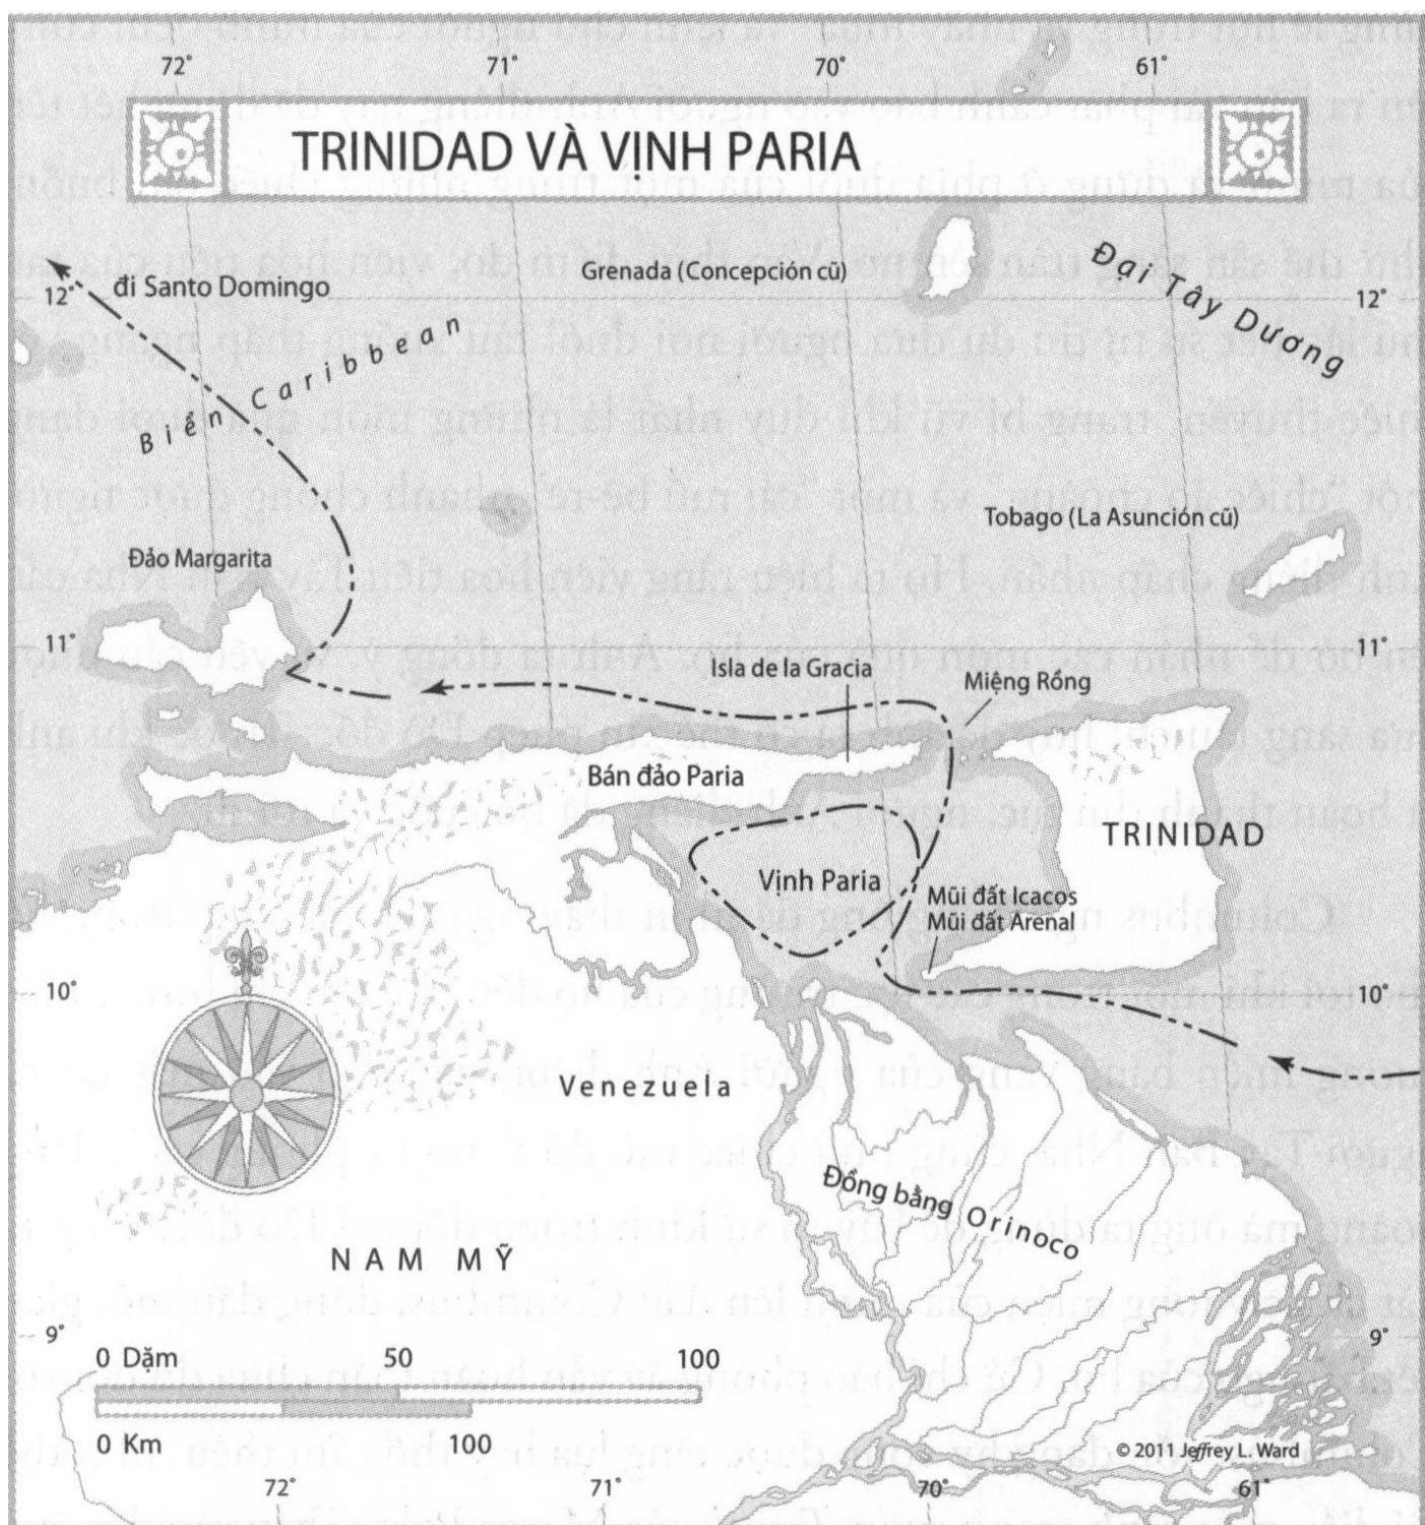 72° 71° 70° 61°
TRINIDAD VÀ VỊNH PARIA
Đại Tây Dương
Grenada (Concepción cũ)
12° đi Santo Domingo 12°
Biển Caribbean
Tobago (La Asunción cũ)
Đảo Margarita
11° 11°
Isla de la Gracia
Miệng Rồng
Bán đảo Paria
TRINIDAD
Vịnh Paria
Mũi đất Icacos
Mũi đất Arenal
10° 10°
Venezuela
Đồng bằng Orinoco
NAM MỸ
9° 9°
0 Dặm 50 100
0 Km 100
© 2011 Jeffrey L. Ward
72° 71° 70° 61°